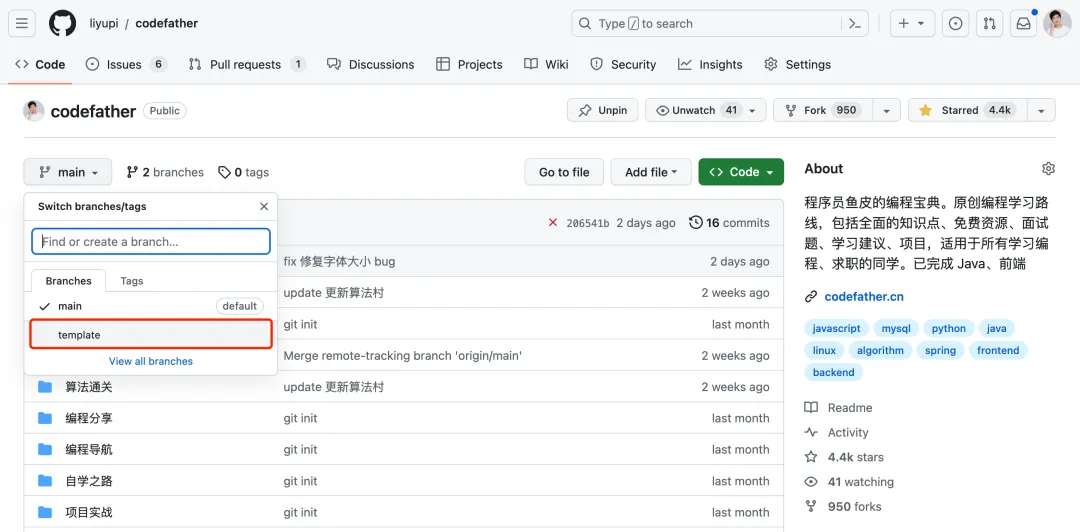 liyupi / codefather
Type / to search
Code
Issues 6
Pull requests 1
Discussions
Projects
Wiki
Security
Insights
Settings
codefather Public
Unpin
Unwatch 41
Fork 950
Starred 4.4k
main
2 branches
0 tags
Go to file
Add file
Code
Switch branches/tags
Find or create a branch...
Branches
Tags
main default
template
View all branches
206541b 2 days ago 16 commits
fix 修复字体大小 bug 2 days ago
update 更新算法村 2 weeks ago
git init last month
Merge remote-tracking branch 'origin/main' 2 weeks ago
算法通关 update 更新算法村 2 weeks ago
编程分享 git init last month
编程导航 git init last month
自学之路 git init last month
项目实战 git init last month
About
程序员鱼皮的编程宝典。原创编程学习路
线，包括全面的知识点、免费资源、面试
题、学习建议、项目，适用于所有学习编
程、求职的同学。已完成 Java、前端
codefather.cn
javascript mysql python java
linux algorithm spring frontend
backend
Readme
Activity
4.4k stars
41 watching
950 forks